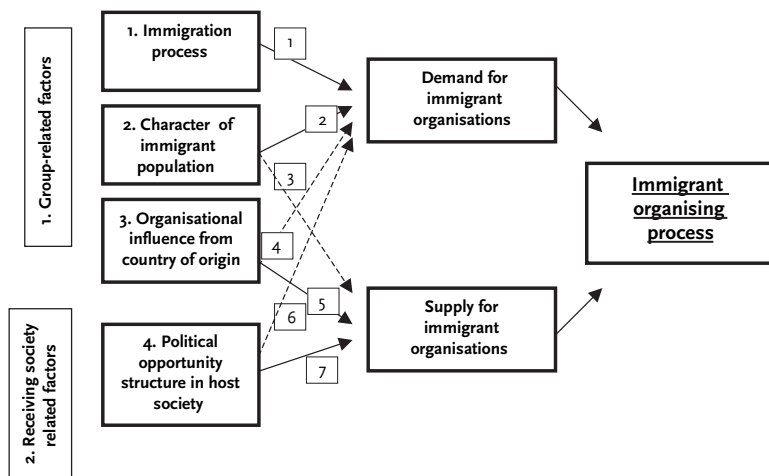 1. Group-related factors
1. Immigration
process
2. Character of
immigrant
population
3. Organisational
influence from
country of origin
2. Receiving society
related factors
4. Political
opportunity
structure in host
society
1
2
3
4
5
6
7
Demand for
immigrant
organisations
Supply for
immigrant
organisations
Immigrant
organising
process